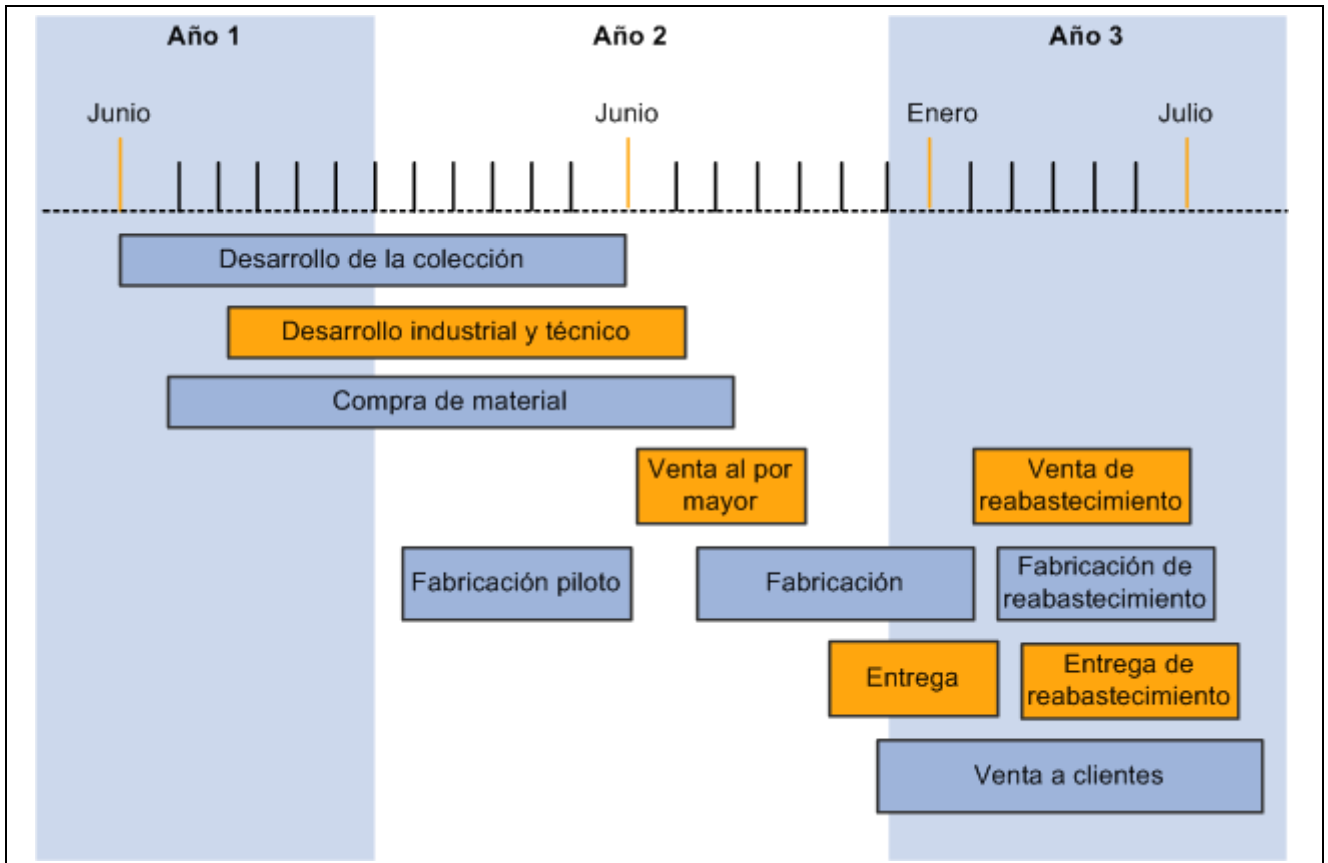 Año 1
Año 2
Año 3
Junio
Junio
Enero
Julio
Desarrollo de la colección
Desarrollo industrial y técnico
Compra de material
Venta al por
mayor
Venta de
reabastecimiento
Fabricación piloto
Fabricación
Fabricación de
reabastecimiento
Entrega
Entrega de
reabastecimiento
Venta a clientes